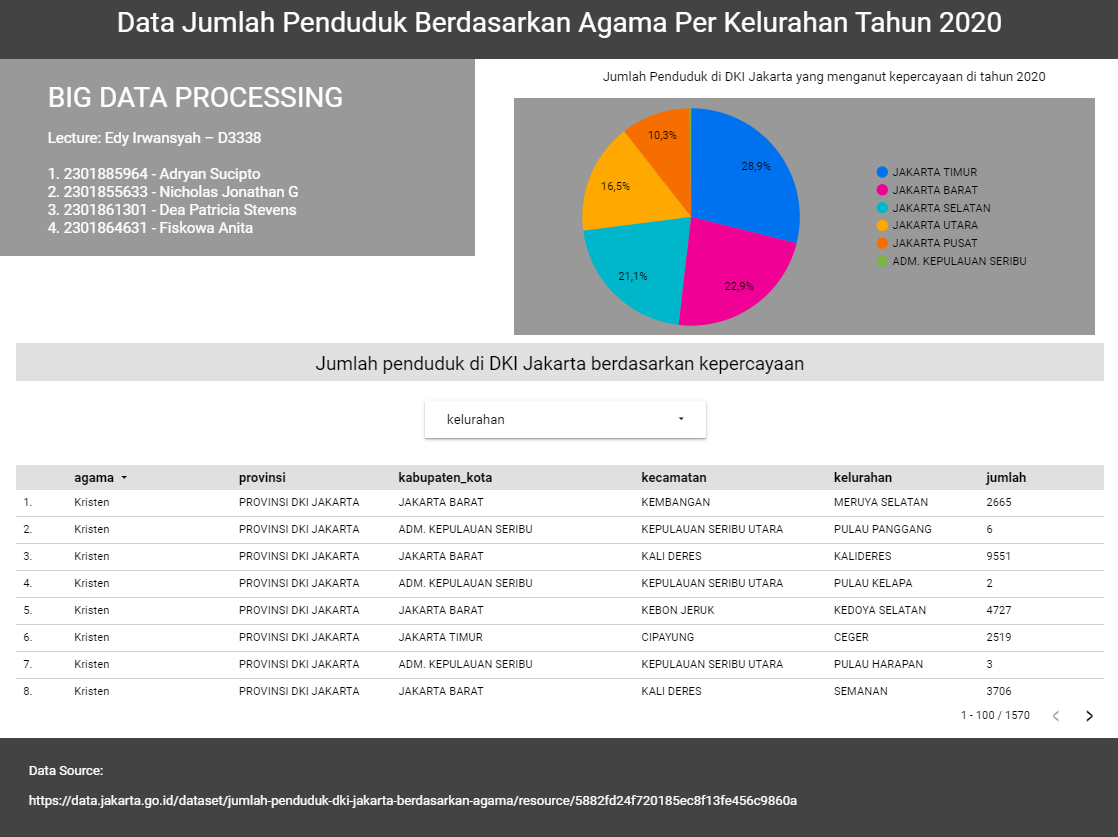 Data Jumlah Penduduk Berdasarkan Agama Per Kelurahan Tahun 2020
BIG DATA PROCESSING
Lecture: Edy Irwansyah – D3338
1. 2301885964 - Adryan Sucipto
2. 2301855633 - Nicholas Jonathan G
3. 2301861301 - Dea Patricia Stevens
4. 2301864631 - Fiskowa Anita
Jumlah Penduduk di DKI Jakarta yang menganut kepercayaan di tahun 2020
10,3%
28,9%
16,5%
21,1%
22,9%
JAKARTA TIMUR
JAKARTA BARAT
JAKARTA SELATAN
JAKARTA UTARA
JAKARTA PUSAT
ADM. KEPULAUAN SERIBU
Jumlah penduduk di DKI Jakarta berdasarkan kepercayaan
kelurahan
agama provinsi kabupaten_kota kecamatan kelurahan jumlah
1. Kristen PROVINSI DKI JAKARTA JAKARTA BARAT KEMBANGAN MERUYA SELATAN 2665
2. Kristen PROVINSI DKI JAKARTA ADM. KEPULAUAN SERIBU KEPULAUAN SERIBU UTARA PULAU PANGGANG 6
3. Kristen PROVINSI DKI JAKARTA JAKARTA BARAT KALI DERES KALIDERES 9551
4. Kristen PROVINSI DKI JAKARTA ADM. KEPULAUAN SERIBU KEPULAUAN SERIBU UTARA PULAU KELAPA 2
5. Kristen PROVINSI DKI JAKARTA JAKARTA BARAT KEBON JERUK KEDOYA SELATAN 4727
6. Kristen PROVINSI DKI JAKARTA JAKARTA TIMUR CIPAYUNG CEGER 2519
7. Kristen PROVINSI DKI JAKARTA ADM. KEPULAUAN SERIBU KEPULAUAN SERIBU UTARA PULAU HARAPAN 3
8. Kristen PROVINSI DKI JAKARTA JAKARTA BARAT KALI DERES SEMANAN 3706
1 - 100 / 1570
Data Source:
https://data.jakarta.go.id/dataset/jumlah-penduduk-dki-jakarta-berdasarkan-agama/resource/5882fd24f720185ec8f13fe456c9860a